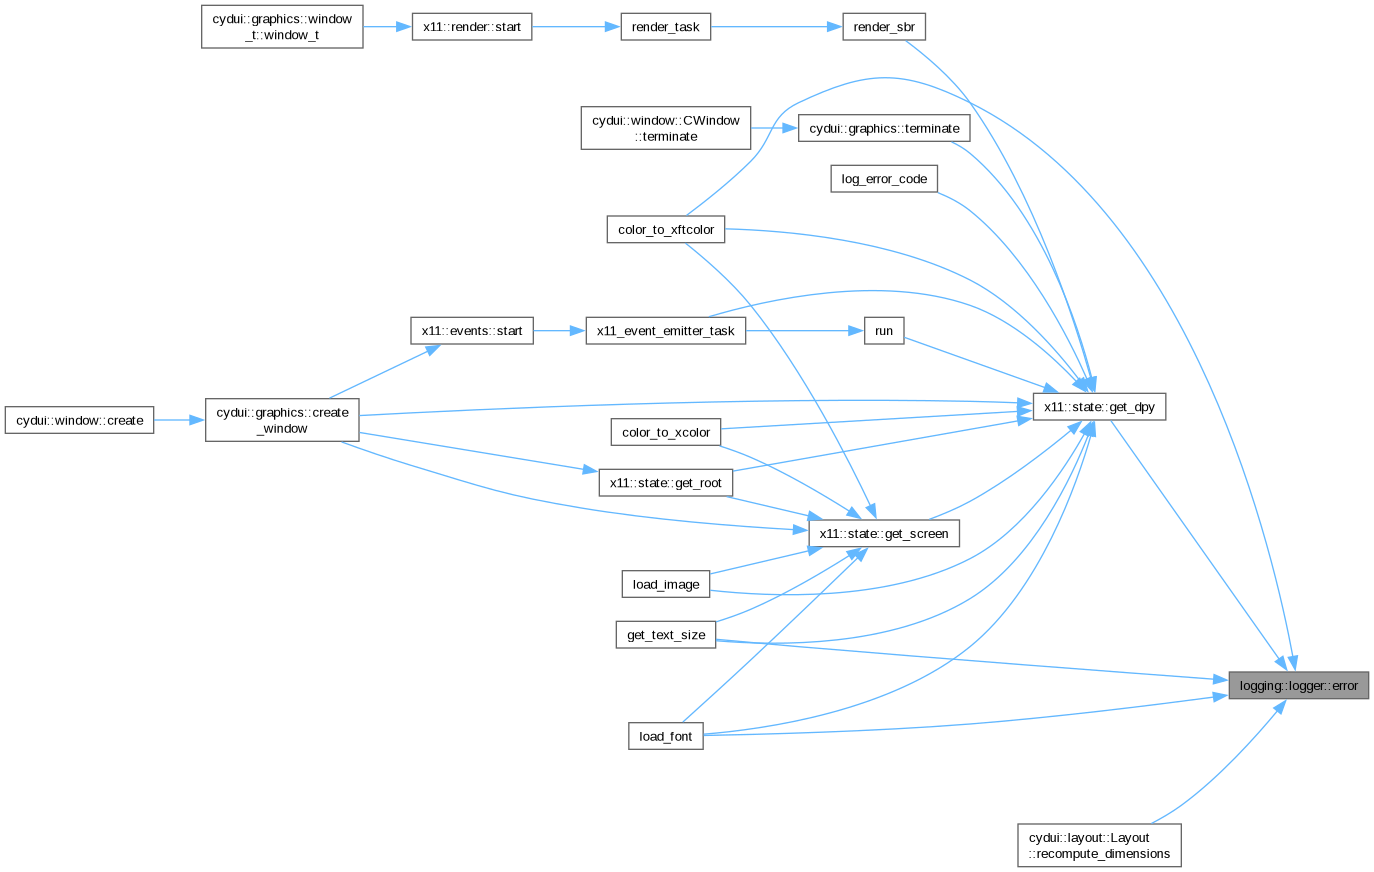 cydui::graphics::window
_t::window_t
x11::render::start
render_task
render_sbr
cydui::window::CWindow
::terminate
cydui::graphics::terminate
log_error_code
color_to_xftcolor
x11::events::start
x11_event_emitter_task
run
cydui::window::create
cydui::graphics::create
_window
x11::state::get_dpy
color_to_xcolor
x11::state::get_root
x11::state::get_screen
load_image
get_text_size
logging::logger::error
load_font
cydui::layout::Layout
::recompute_dimensions